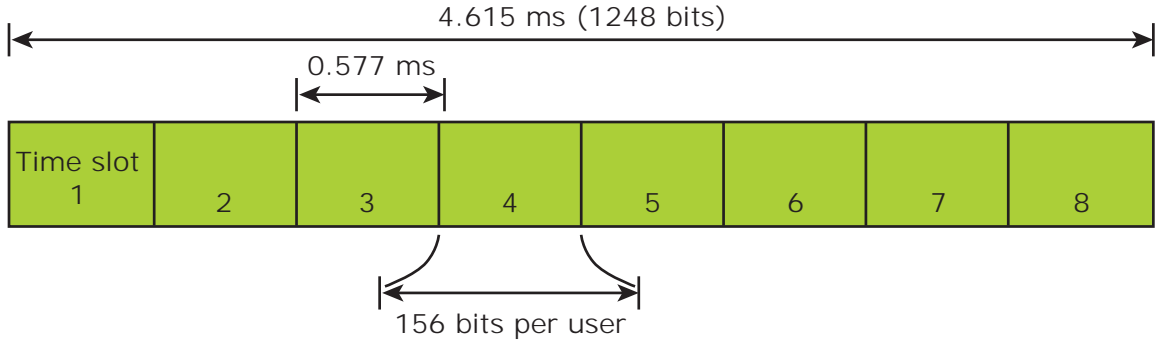 4.615 ms (1248 bits)
0.577 ms
Time slot
1 2 3 4 5 6 7 8
156 bits per user